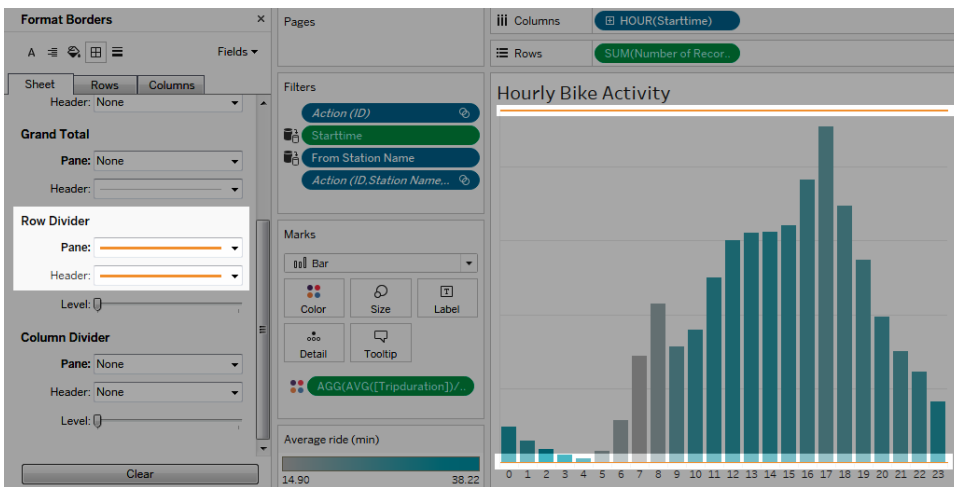 Format Borders ×
A Fields ▾
Sheet Rows Columns
Header: None
Grand Total
Pane: None
Header:
Row Divider
Pane:
Header:
Level:
Column Divider
Pane: None
Header: None
Level:
Clear
Pages
Filters
Action (ID)
Starttime
From Station Name
Action (ID,Station Name,..
Marks
Bar
Color Size Label
Detail Tooltip
AGG(AVG([Tripduration])/..
Average ride (min)
14.90 38.22
iii Columns HOUR(Starttime)
Rows SUM(Number of Recor..
Hourly Bike Activity
0 1 2 3 4 5 6 7 8 9 10 11 12 13 14 15 16 17 18 19 20 21 22 23